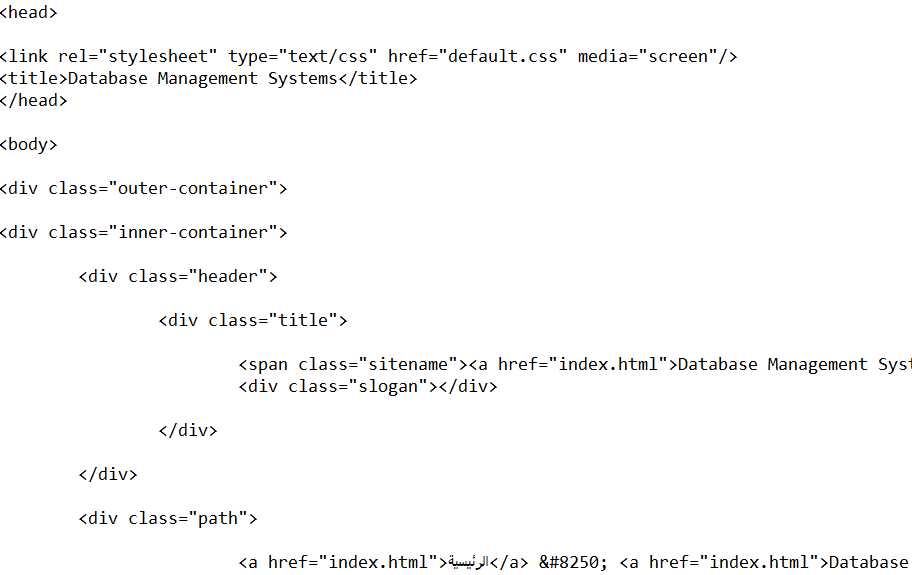 <head>
<link rel="stylesheet" type="text/css" href="default.css" media="screen"/>
<title>Database Management Systems</title>
</head>
<body>
<div class="outer-container">
<div class="inner-container">
<div class="header">
<div class="title">
<span class="sitename"><a href="index.html">Database Management Syst
<div class="slogan"></div>
</div>
</div>
<div class="path">
<a href="index.html">الرئيسية</a> &#8250; <a href="index.html">Database